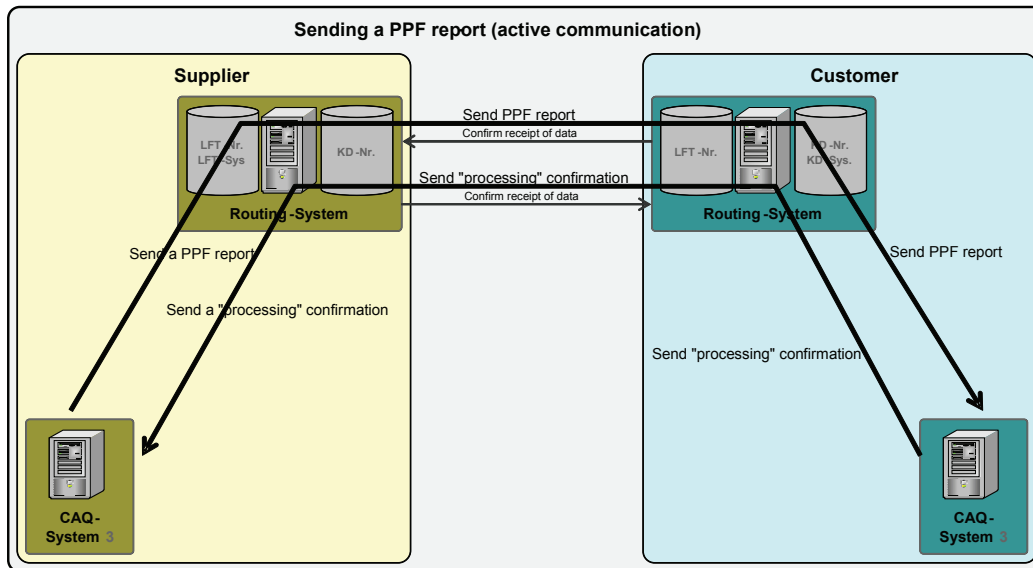 Sending a PPF report (active communication)
Supplier
Customer
LFT -Nr.
LFT -Sys
KD -Nr.
Routing -System
Send PPF report
Confirm receipt of data
Send "processing" confirmation
Confirm receipt of data
LFT -Nr.
KD -Nr.
KD -Sys.
Routing -System
Send a PPF report
Send PPF report
Send a "processing" confirmation
Send "processing" confirmation
CAQ-
System 3
CAQ-
System 3